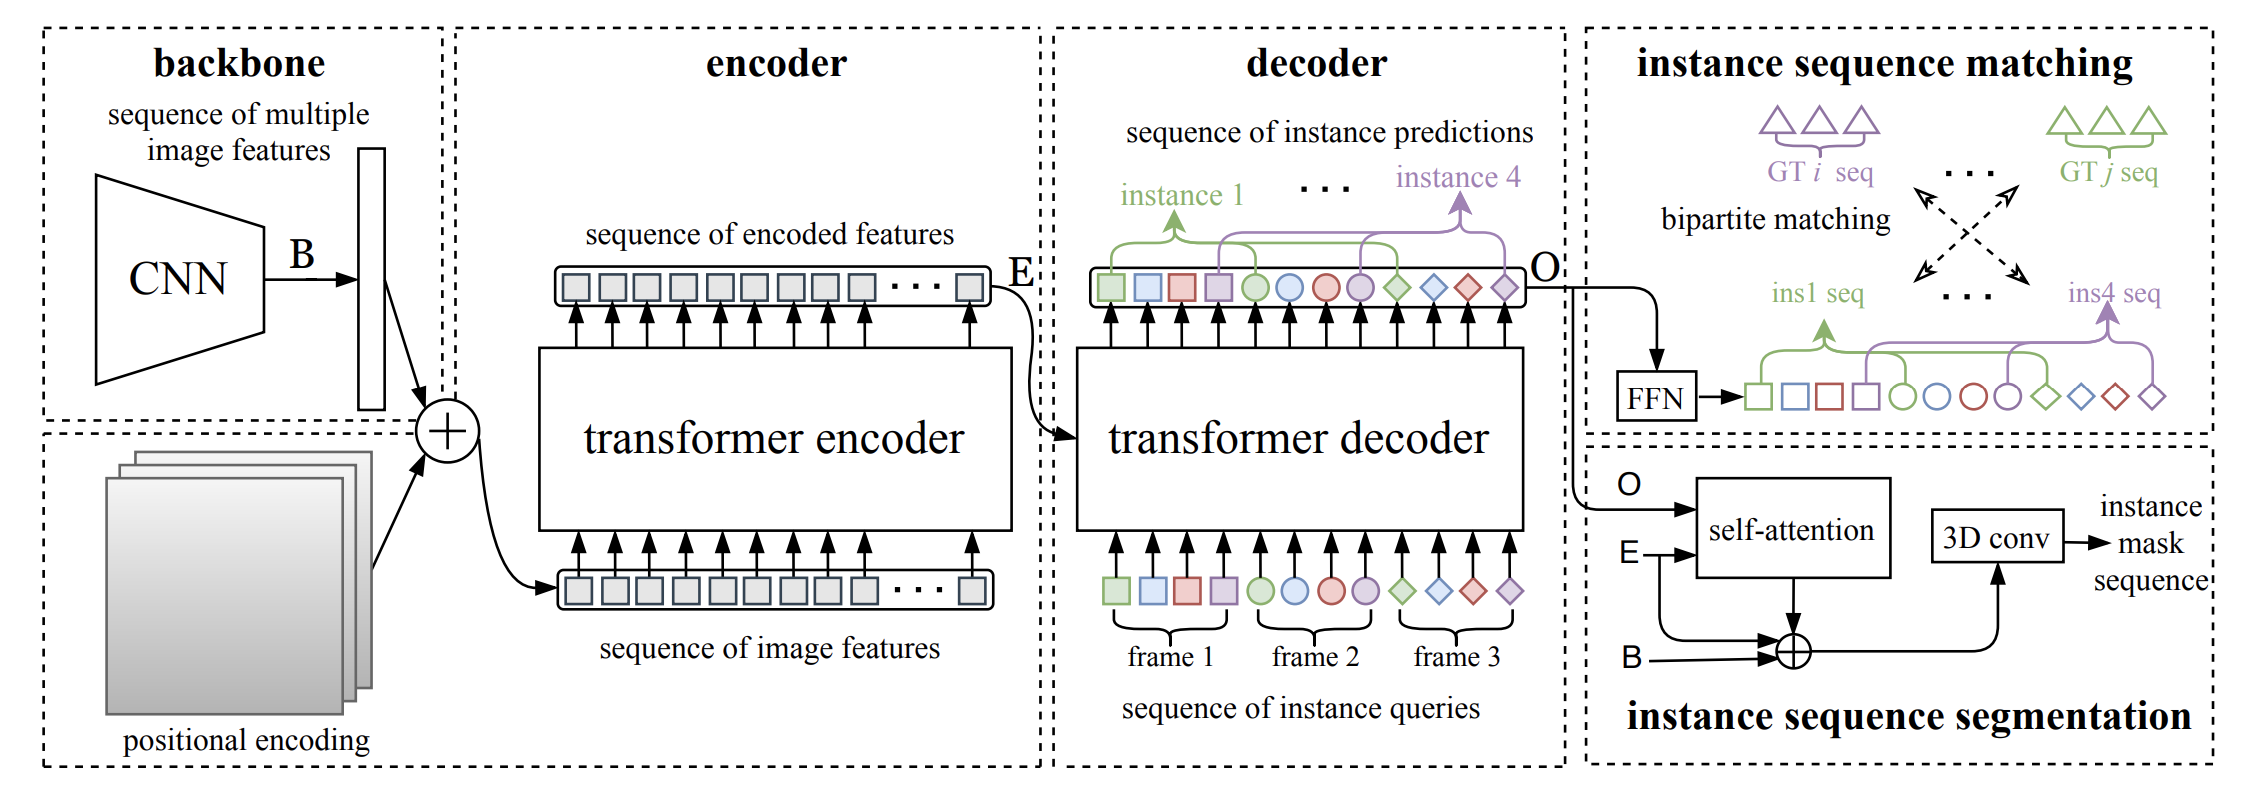 backbone
sequence of multiple
image features
CNN
B
positional encoding
encoder
sequence of encoded features
E
transformer encoder
sequence of image features
decoder
sequence of instance predictions
instance 1
instance 4
O
transformer decoder
frame 1
frame 2
frame 3
sequence of instance queries
instance sequence matching
GT i seq
GT j seq
bipartite matching
ins1 seq
ins4 seq
FFN
O
self-attention
E
B
3D conv
instance
mask
sequence
instance sequence segmentation